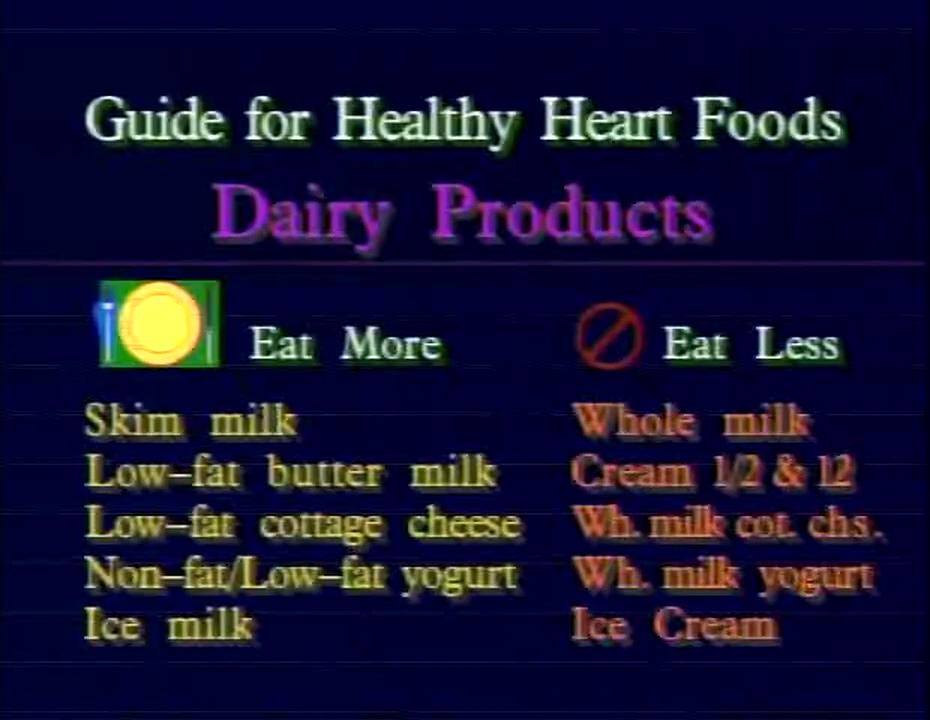 Guide for Healthy Heart Foods
Dairy Products
Eat More
Eat Less
Skim milk
Low-fat butter milk
Low-fat cottage cheese
Non-fat/Low-fat yogurt
Ice milk
Whole milk
Cream 1/2 & 12
Wh. milk cot. chs.
Wh. milk yogurt
Ice Cream